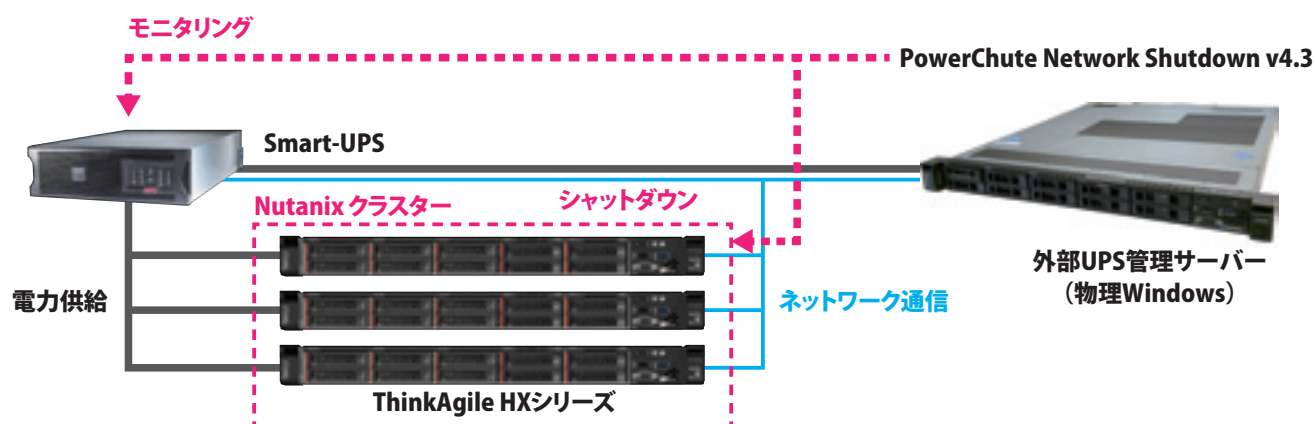 モニタリング
PowerChute Network Shutdown v4.3
Smart-UPS
Nutanix クラスター
シャットダウン
外部UPS管理サーバー
（物理Windows）
電力供給
ネットワーク通信
ThinkAgile HXシリーズ